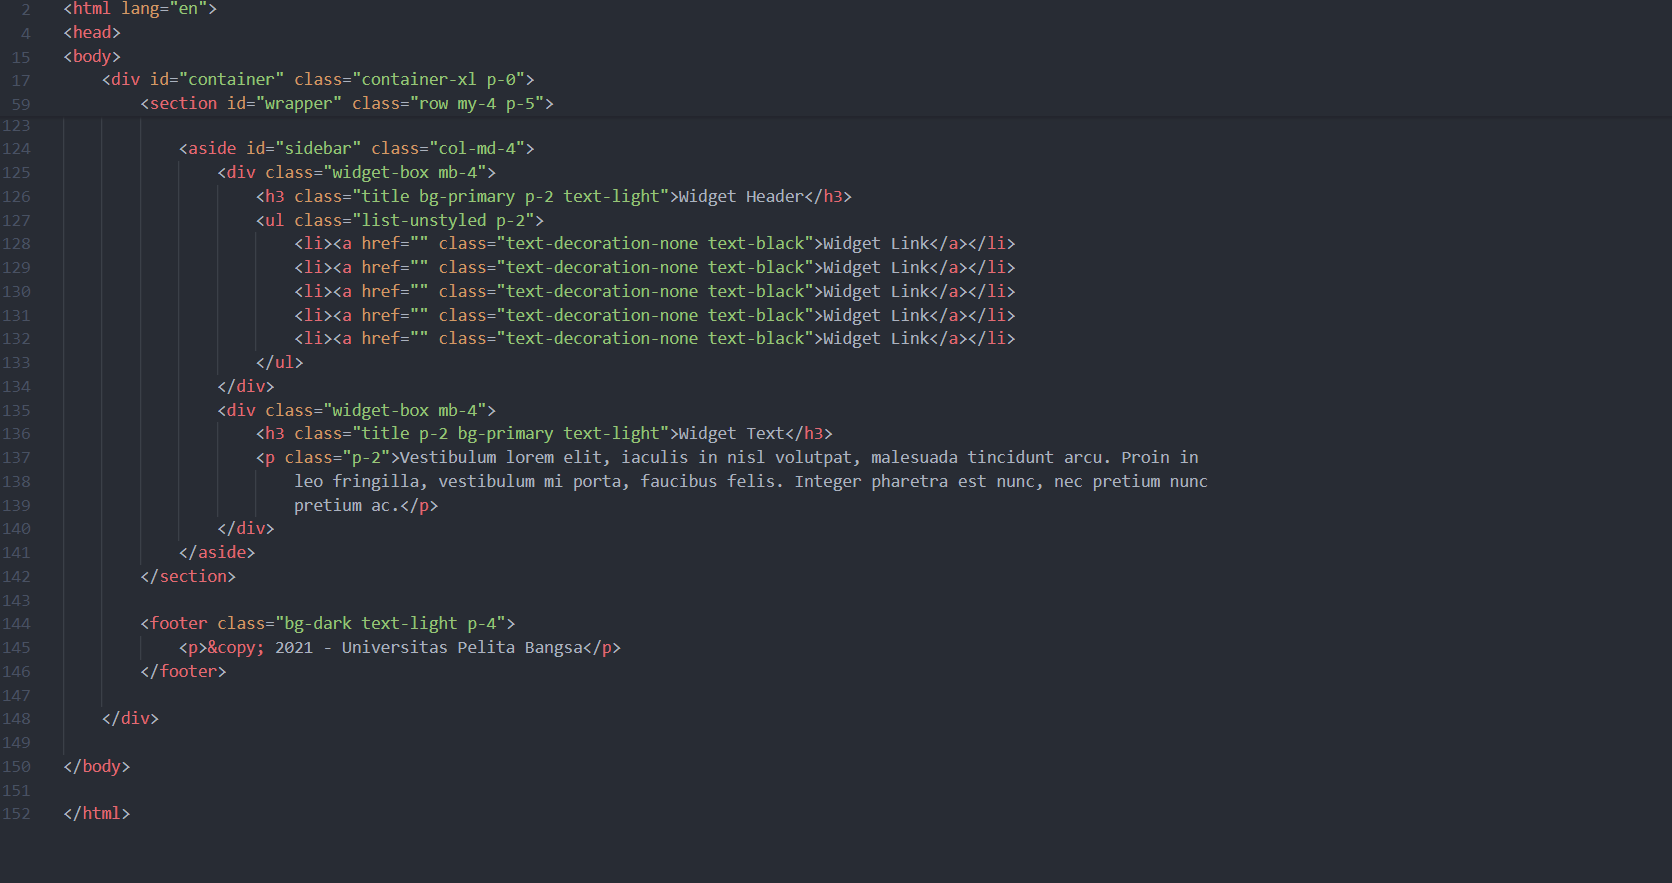 2 <html lang="en">
4 <head>
15 <body>
17 <div id="container" class="container-xl p-0">
59 <section id="wrapper" class="row my-4 p-5">
123
124 <aside id="sidebar" class="col-md-4">
125 <div class="widget-box mb-4">
126 <h3 class="title bg-primary p-2 text-light">Widget Header</h3>
127 <ul class="list-unstyled p-2">
128 <li><a href="" class="text-decoration-none text-black">Widget Link</a></li>
129 <li><a href="" class="text-decoration-none text-black">Widget Link</a></li>
130 <li><a href="" class="text-decoration-none text-black">Widget Link</a></li>
131 <li><a href="" class="text-decoration-none text-black">Widget Link</a></li>
132 <li><a href="" class="text-decoration-none text-black">Widget Link</a></li>
133 </ul>
134 </div>
135 <div class="widget-box mb-4">
136 <h3 class="title p-2 bg-primary text-light">Widget Text</h3>
137 <p class="p-2">Vestibulum lorem elit, iaculis in nisl volutpat, malesuada tincidunt arcu. Proin in
138 leo fringilla, vestibulum mi porta, faucibus felis. Integer pharetra est nunc, nec pretium nunc
139 pretium ac.</p>
140 </div>
141 </aside>
142 </section>
143
144 <footer class="bg-dark text-light p-4">
145 <p>&copy; 2021 - Universitas Pelita Bangsa</p>
146 </footer>
147
148 </div>
149
150 </body>
151
152 </html>